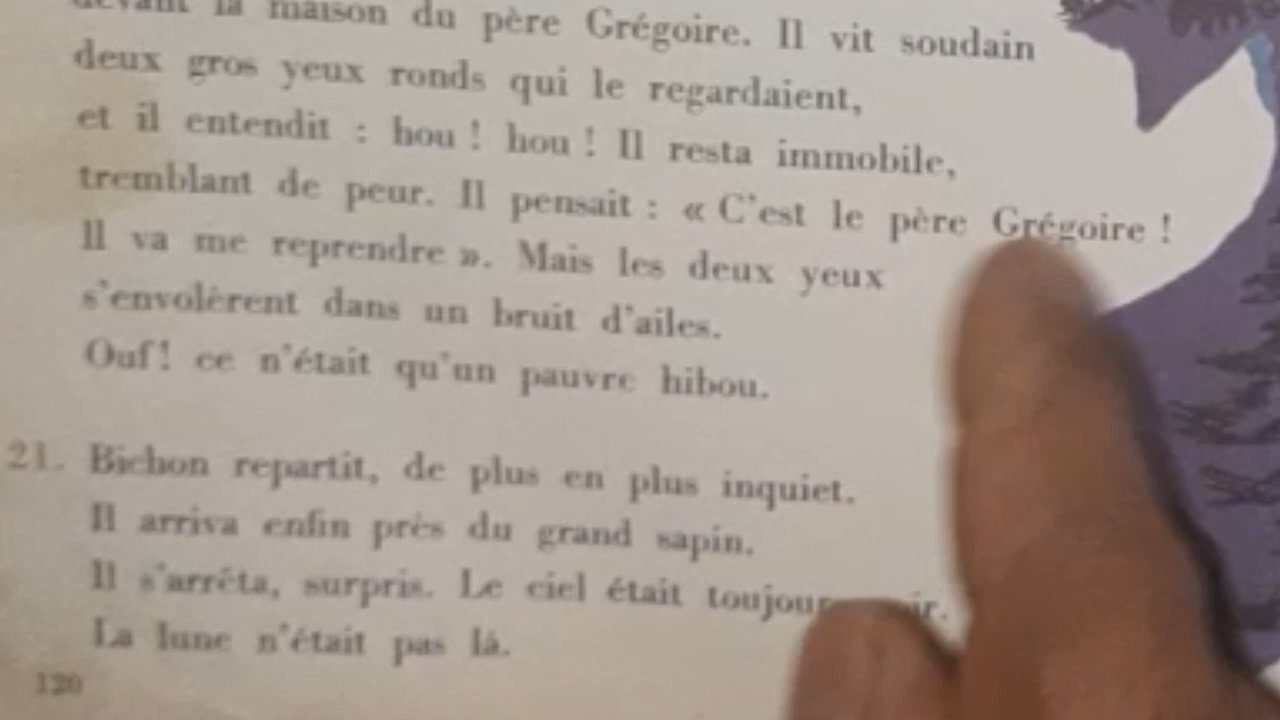 devant la maison du père Grégoire. Il vit soudain
deux gros yeux ronds qui le regardaient,
et il entendit : hou ! hou ! Il resta immobile,
tremblant de peur. Il pensait : « C'est le père Grégoire !
Il va me reprendre ». Mais les deux yeux
s'envolèrent dans un bruit d'ailes.
Ouf! ce n'était qu'un pauvre hibou.
21. Bichon repartit, de plus en plus inquiet.
Il arriva enfin près du grand sapin.
Il s'arrêta, surpris. Le ciel était
La lune n'était pas là.
120